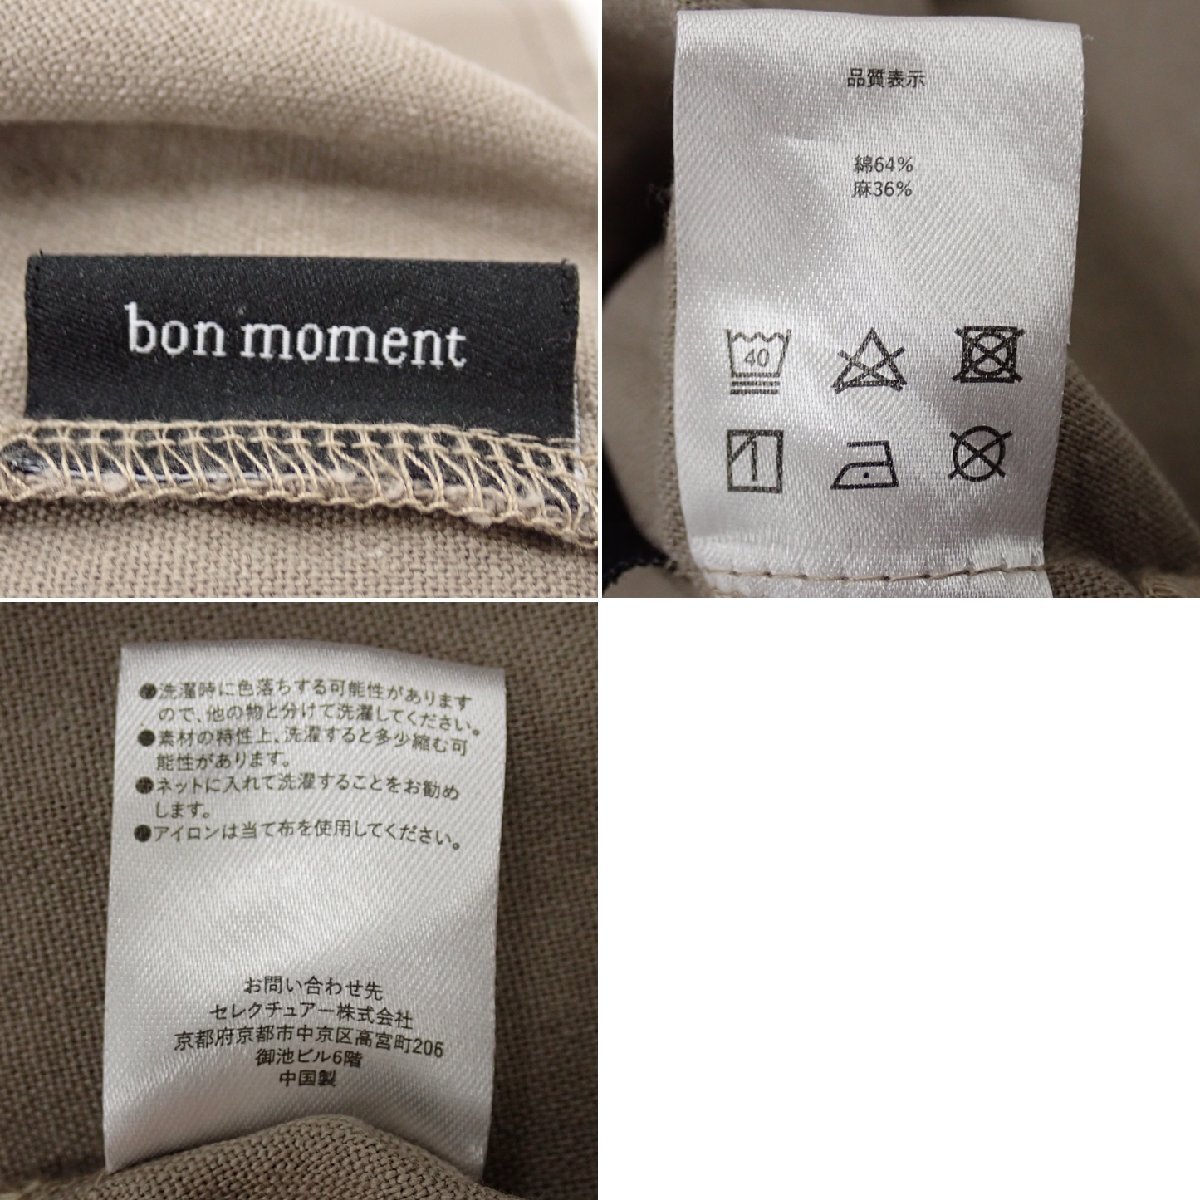 bon moment
品質表示
綿64%
麻36%
40
●洗濯時に色落ちする可能性があります
ので、他の物と分けて洗濯してください。
●素材の特性上、洗濯すると多少縮む可
能性があります。
●ネットに入れて洗濯することをお勧め
します。
●アイロンは当て布を使用してください。
お問い合わせ先
セレクチュアー株式会社
京都府京都市中京区高宮町206
御池ビル6階
中国製